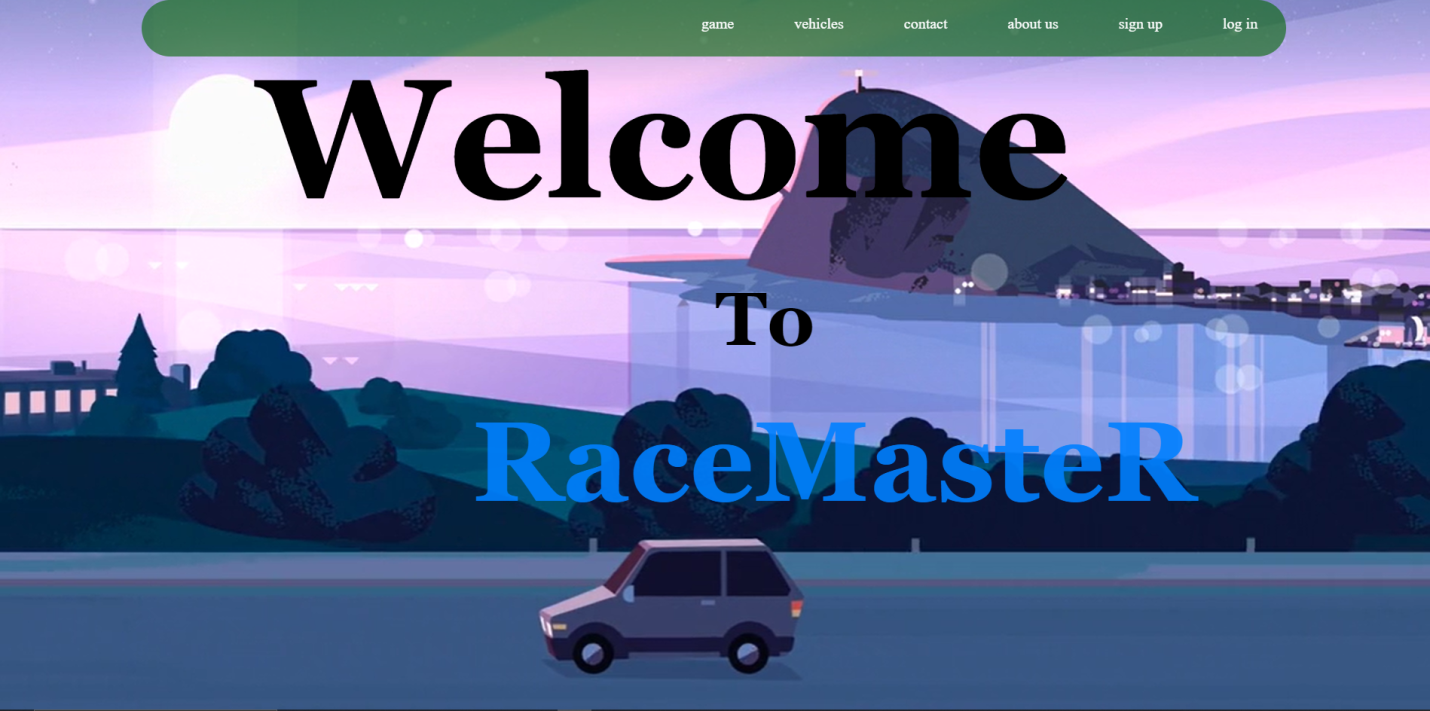 game vehicles contact about us sign up log in
Welcome
To
RaceMasteR